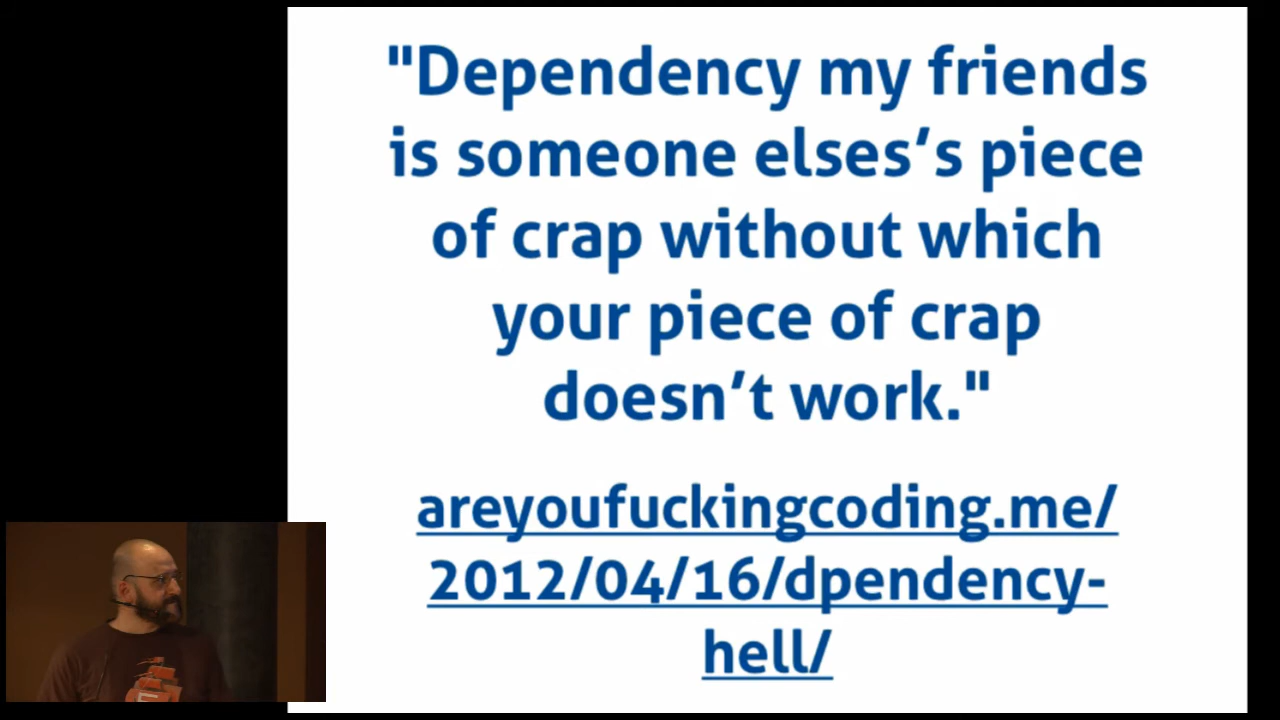 "Dependency my friends
is someone elses’s piece
of crap without which
your piece of crap
doesn’t work."
areyoufuckingcoding.me/
2012/04/16/dpendency-
hell/